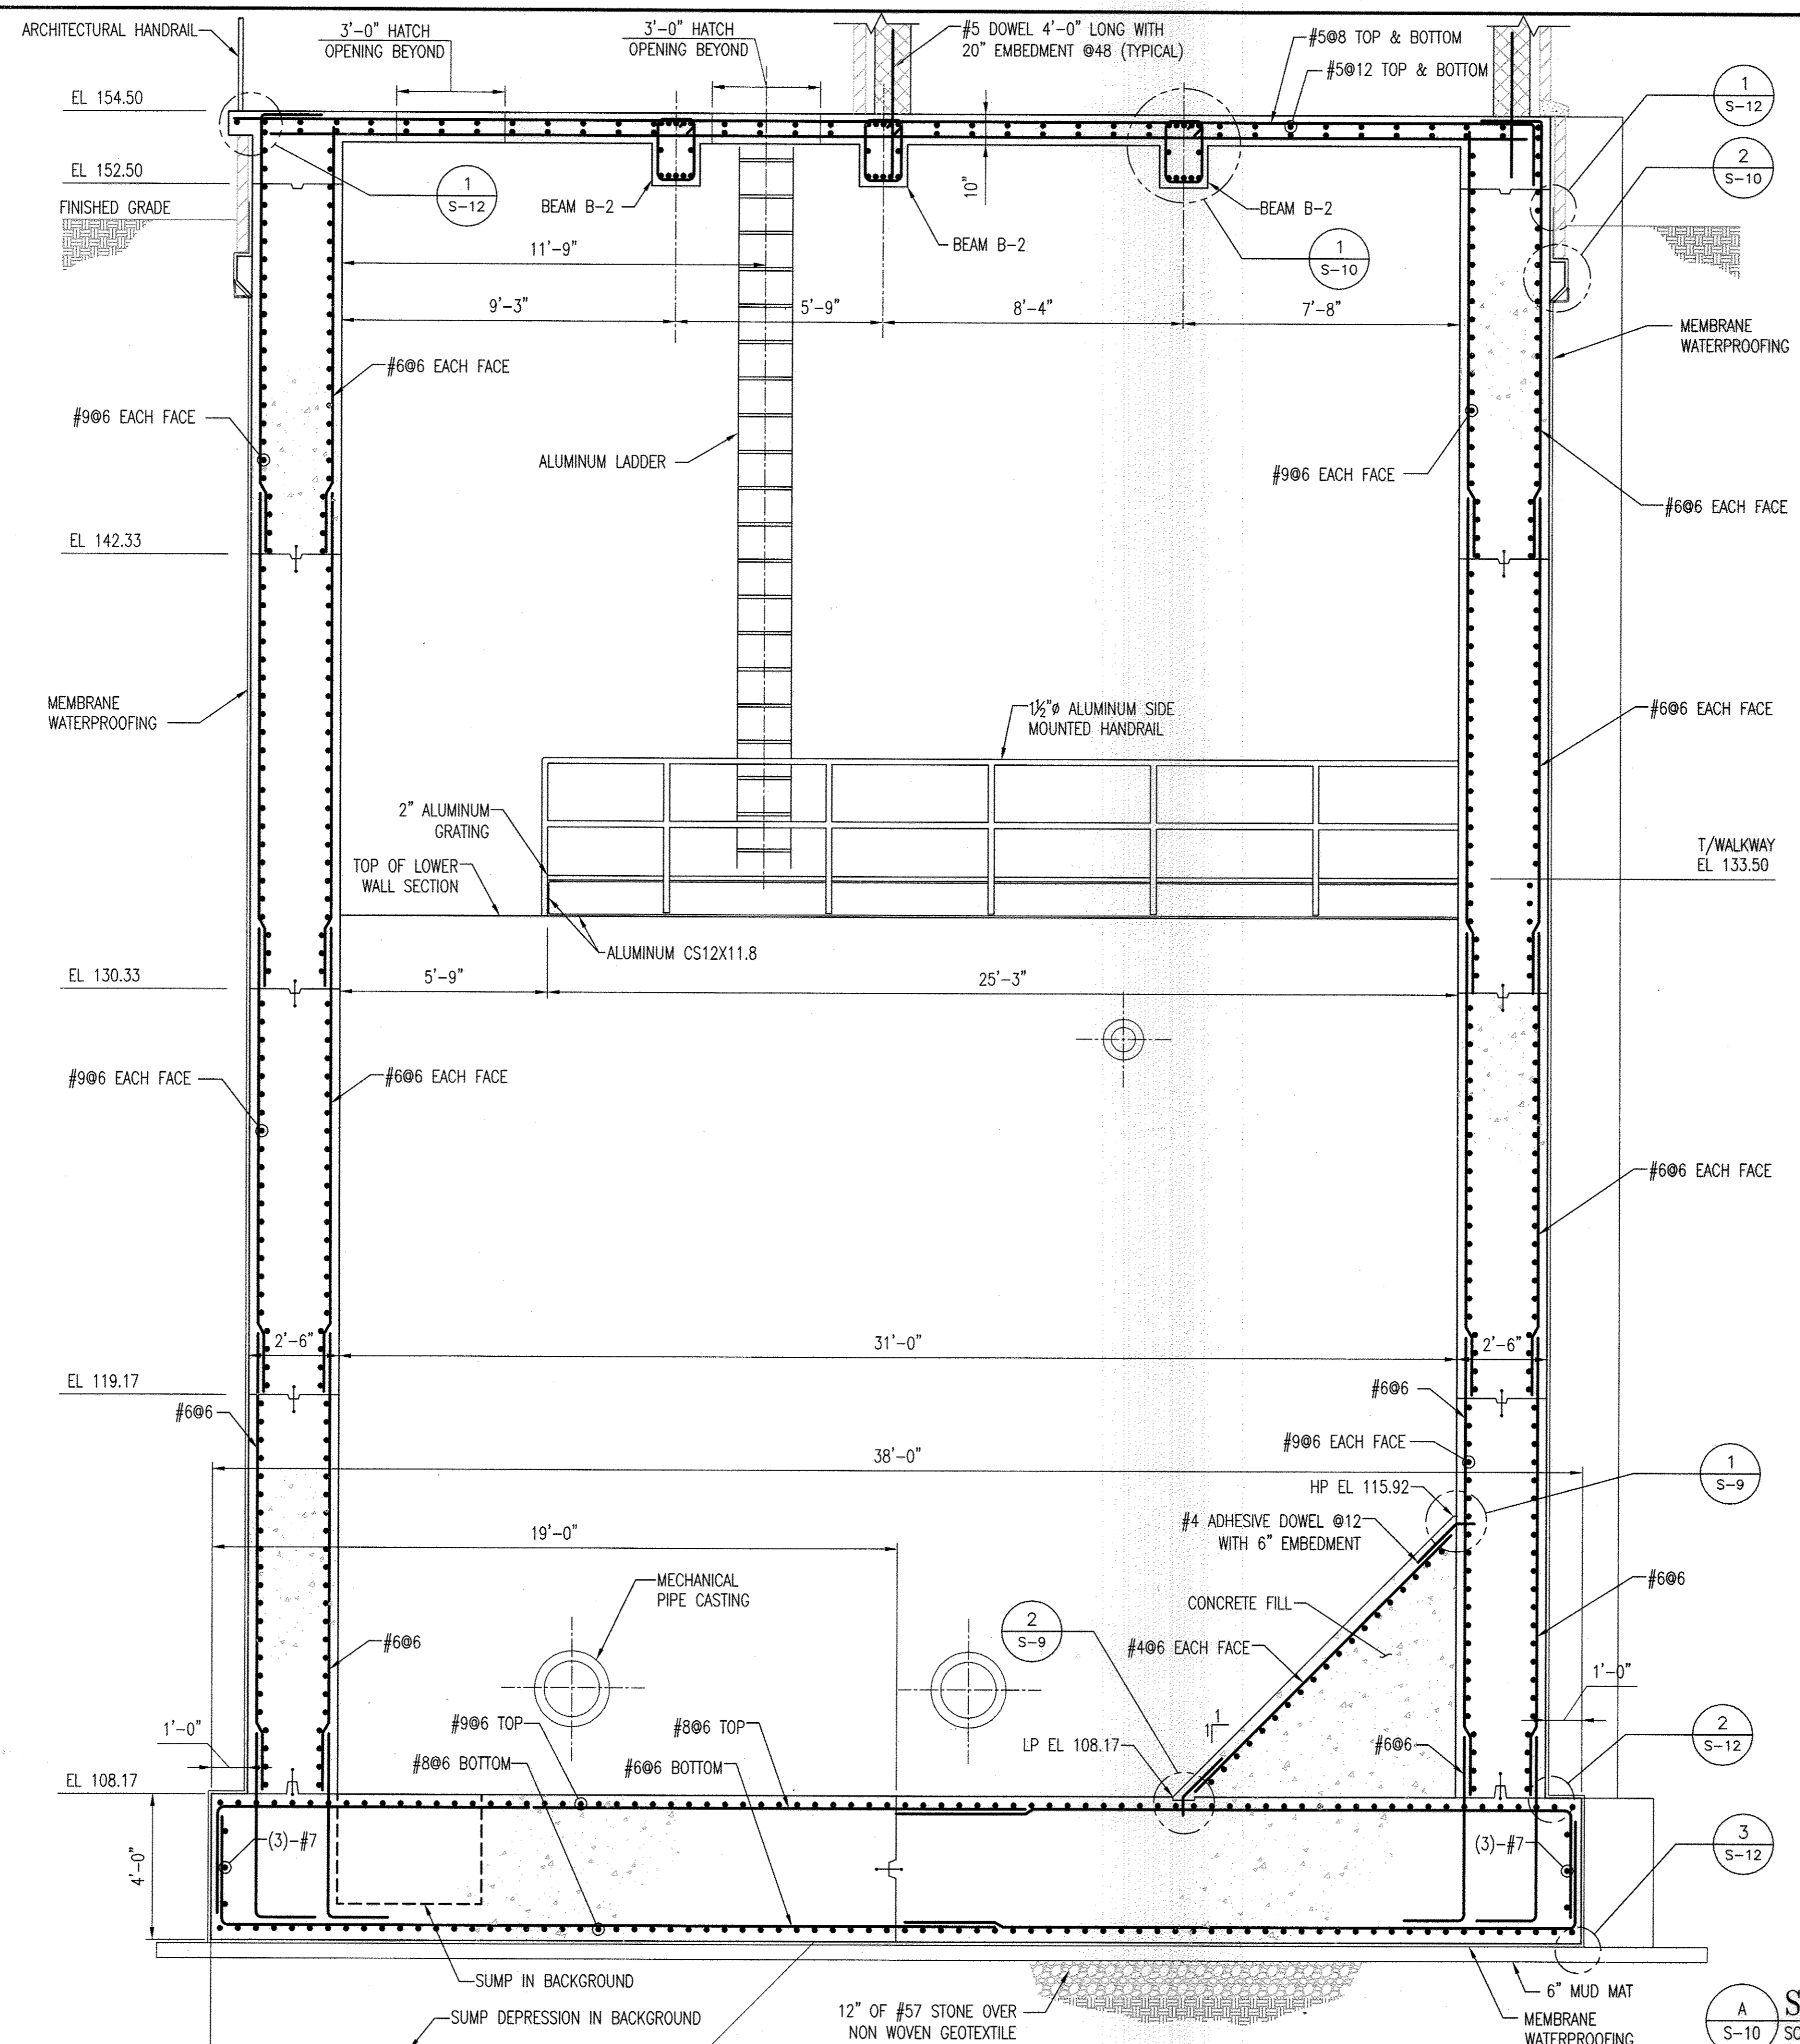 ARCHITECTURAL HANDRAIL
3'-0" HATCH
OPENING BEYOND
3'-0" HATCH
OPENING BEYOND
#5 DOWEL 4'-0" LONG WITH
20" EMBEDMENT @48 (TYPICAL)
#5@8 TOP & BOTTOM
#5@12 TOP & BOTTOM
1
S-12
EL 154.50
2
S-10
EL 152.50
1
S-12
FINISHED GRADE
BEAM B-2
10"
BEAM B-2
BEAM B-2
1
S-10
11'-9"
9'-3"
5'-9"
8'-4"
7'-8"
MEMBRANE
WATERPROOFING
#6@6 EACH FACE
#9@6 EACH FACE
ALUMINUM LADDER
#9@6 EACH FACE
#6@6 EACH FACE
EL 142.33
MEMBRANE
WATERPROOFING
1½"ø ALUMINUM SIDE
MOUNTED HANDRAIL
#6@6 EACH FACE
2" ALUMINUM
GRATING
TOP OF LOWER
WALL SECTION
T/WALKWAY
EL 133.50
ALUMINUM CS12X11.8
EL 130.33
5'-9"
25'-3"
#9@6 EACH FACE
#6@6 EACH FACE
#6@6 EACH FACE
2'-6"
31'-0"
2'-6"
EL 119.17
#6@6
#6@6
#9@6 EACH FACE
38'-0"
HP EL 115.92
1
S-9
#4 ADHESIVE DOWEL @12
WITH 6" EMBEDMENT
19'-0"
MECHANICAL
PIPE CASTING
CONCRETE FILL
#6@6
2
S-9
#4@6 EACH FACE
#6@6
1'-0"
1'-0"
#9@6 TOP
#8@6 TOP
1
1
LP EL 108.17
#6@6
2
S-12
#8@6 BOTTOM
#6@6 BOTTOM
EL 108.17
4'-0"
(3)-#7
(3)-#7
3
S-12
SUMP IN BACKGROUND
SUMP DEPRESSION IN BACKGROUND
12" OF #57 STONE OVER
NON WOVEN GEOTEXTILE
6" MUD MAT
MEMBRANE
WATERPROOFING
A
S-10
S
SC